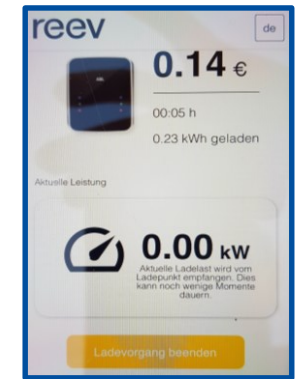 reev
de
0.14 €
00:05 h
0.23 kWh geladen
Aktuelle Leistung
0.00 kW
Aktuelle Ladelast wird vom
Ladepunkt empfangen. Dies
kann noch wenige Momente
dauern.
Ladevorgang beenden